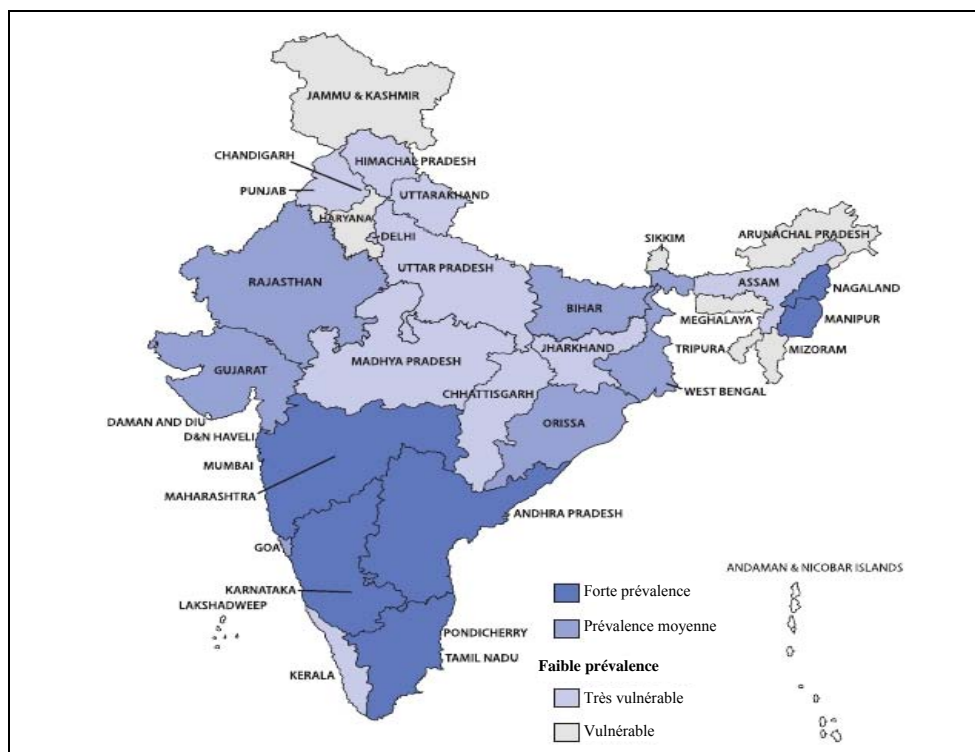 JAMMU & KASHMIR
CHANDIGARH
HIMACHAL PRADESH
PUNJAB
UTTARAKHAND
HARYANA
DELHI
SIKKIM
ARUNACHAL PRADESH
UTTAR PRADESH
RAJASTHAN
ASSAM
NAGALAND
BIHAR
MEGHALAYA
MANIPUR
JHARKHAND
TRIPURA
MIZORAM
MADHYA PRADESH
GUJARAT
CHHATTISGARH
WEST BENGAL
DAMAN AND DIU
ORISSA
D&N HAVELI
MUMBAI
MAHARASHTRA
ANDHRA PRADESH
GOA
ANDAMAN & NICOBAR ISLANDS
KARNATAKA
LAKSHADWEEP
PONDICHERRY
TAMIL NADU
KERALA
Forte prévalence
Prévalence moyenne
Faible prévalence
Très vulnérable
Vulnérable